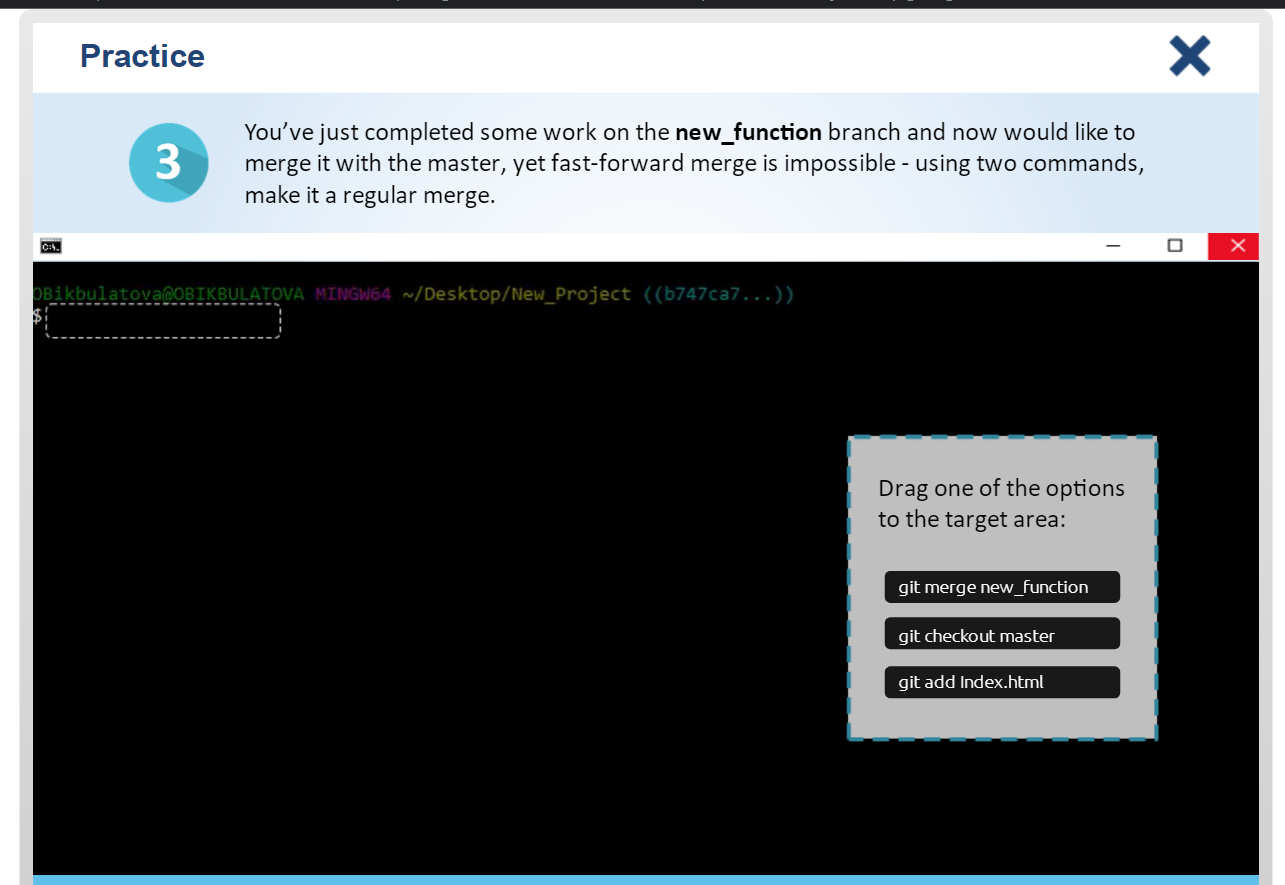 Practice
3
You’ve just completed some work on the new_function branch and now would like to
merge it with the master, yet fast-forward merge is impossible - using two commands,
make it a regular merge.
C:\.
OBikbulatova@OBIKBULATOVA MINGW64 ~/Desktop/New_Project ((b747ca7...))
$
Drag one of the options
to the target area:
git merge new_function
git checkout master
git add Index.html